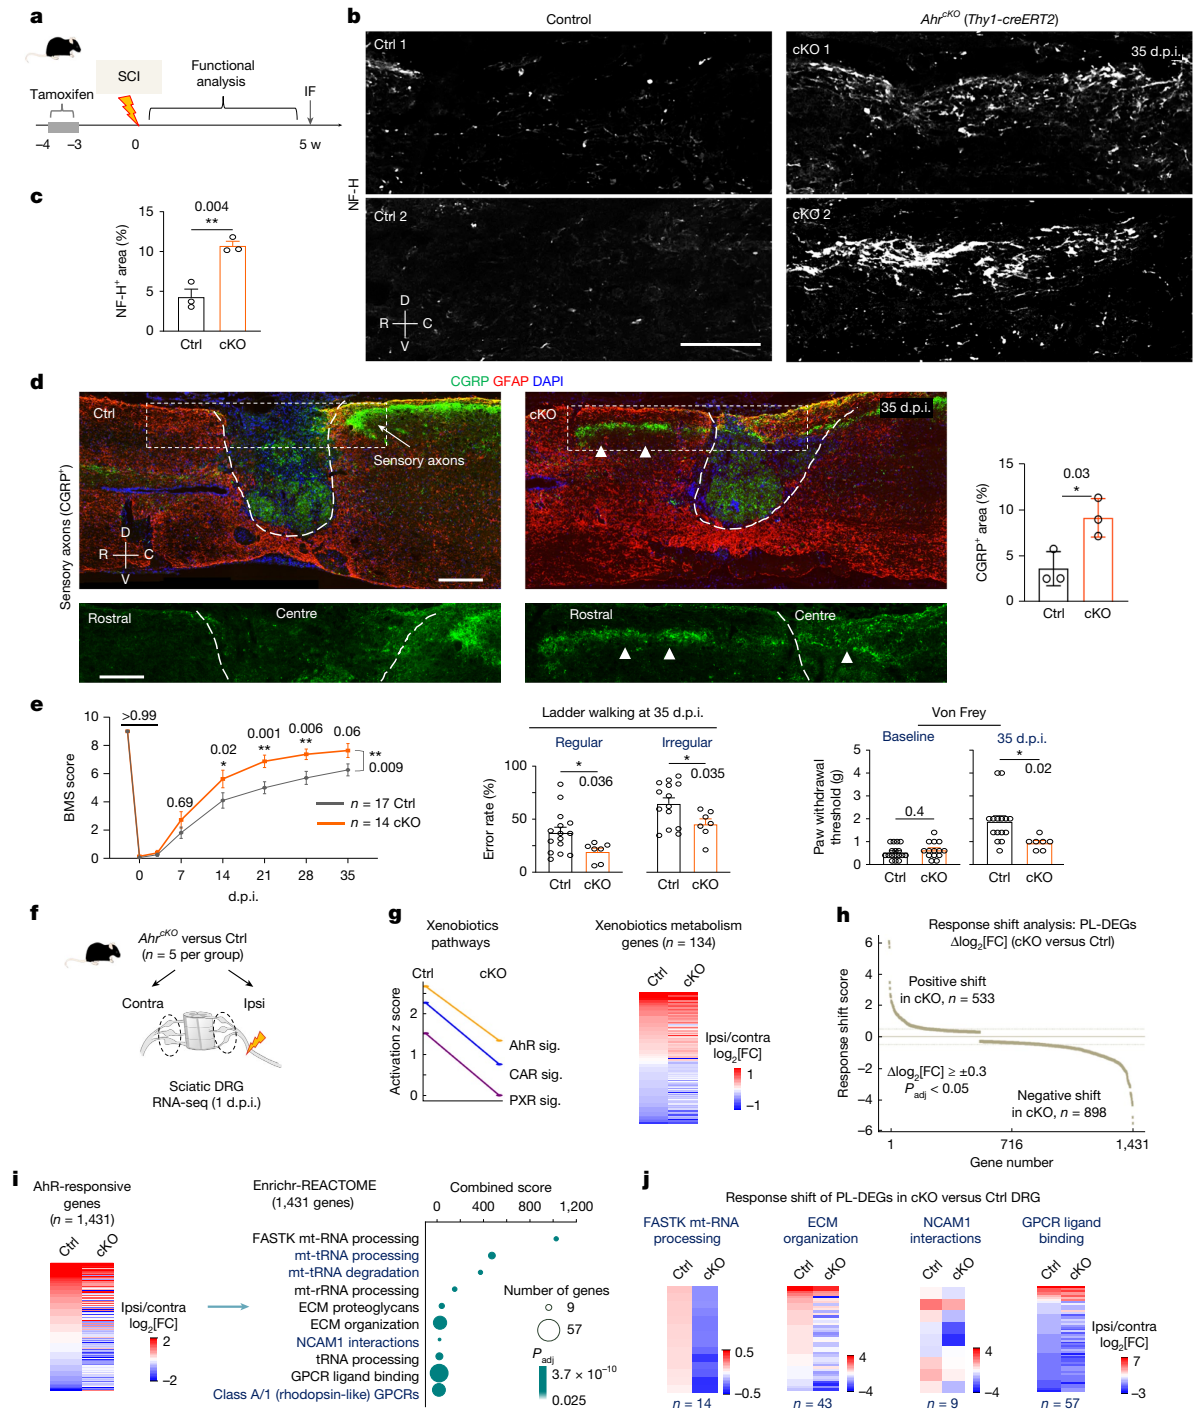 a
SCI
Functional
analysis
Tamoxifen
IF
–4
–3
0
5 w
b
Control
Ahr^cKO (Thy1-creERT2)
Ctrl 1
cKO 1
35 d.p.i.
NF-H
Ctrl 2
cKO 2
D
R
C
V
c
0.004
**
15
10
5
0
NF-H+ area (%)
Ctrl
cKO
d
CGRP GFAP DAPI
Sensory axons (CGRP+)
Ctrl
Sensory axons
D
R
C
V
cKO
35 d.p.i.
Rostral
Centre
Rostral
Centre
15
10
5
0
CGRP+ area (%)
0.03
*
Ctrl
cKO
e
BMS score
10
8
6
4
2
0
>0.99
0.69
0.02
*
0.001
**
0.006
**
0.06
**
0.009
n = 17 Ctrl
n = 14 cKO
0
7
14
21
28
35
d.p.i.
Ladder walking at 35 d.p.i.
Regular
Irregular
Error rate (%)
100
50
0
*
0.036
*
0.035
Ctrl
cKO
Ctrl
cKO
Von Frey
Baseline
35 d.p.i.
Paw withdrawal
threshold (g)
5
4
3
2
1
0
0.4
*
0.02
Ctrl
cKO
Ctrl
cKO
f
Ahr^cKO versus Ctrl
(n = 5 per group)
Contra
Ipsi
Sciatic DRG
RNA-seq (1 d.p.i.)
g
Xenobiotics
pathways
Ctrl
cKO
Activation z score
2
1
0
AhR sig.
CAR sig.
PXR sig.
Xenobiotics metabolism
genes (n = 134)
Ctrl
cKO
Ipsi/contra
log2[FC]
1
–1
h
Response shift analysis: PL-DEGs
Δlog2[FC] (cKO versus Ctrl)
Response shift score
6
4
2
0
–2
–4
–6
Positive shift
in cKO, n = 533
Δlog2[FC] ≥ ±0.3
Padj < 0.05
Negative shift
in cKO, n = 898
1
716
1,431
Gene number
i
AhR-responsive
genes
(n = 1,431)
Ctrl
cKO
Ipsi/contra
log2[FC]
2
–2
Enrichr-REACTOME
(1,431 genes)
Combined score
0
400
800
1,200
FASTK mt-RNA processing
mt-tRNA processing
mt-tRNA degradation
mt-rRNA processing
ECM proteoglycans
ECM organization
NCAM1 interactions
tRNA processing
GPCR ligand binding
Class A/1 (rhodopsin-like) GPCRs
Number of genes
9
57
Padj
3.7 × 10^–10
0.025
j
Response shift of PL-DEGs in cKO versus Ctrl DRG
FASTK mt-RNA
processing
ECM
organization
NCAM1
interactions
GPCR ligand
binding
Ctrl
cKO
Ctrl
cKO
Ctrl
cKO
Ctrl
cKO
0.5
–0.5
4
–4
4
–4
Ipsi/contra
log2[FC]
7
–3
n = 14
n = 43
n = 9
n = 57